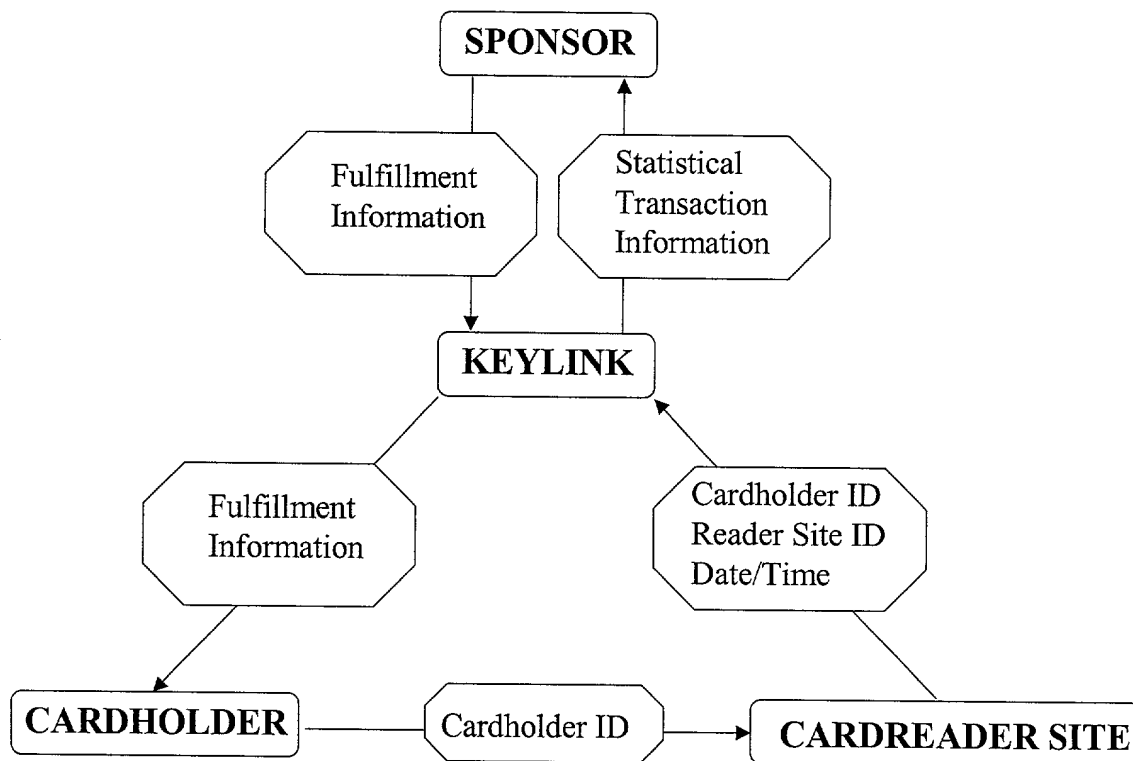 SPONSOR
Fulfillment
Information
Statistical
Transaction
Information
KEYLINK
Fulfillment
Information
Cardholder ID
Reader Site ID
Date/Time
CARDHOLDER
Cardholder ID
CARDREADER SITE